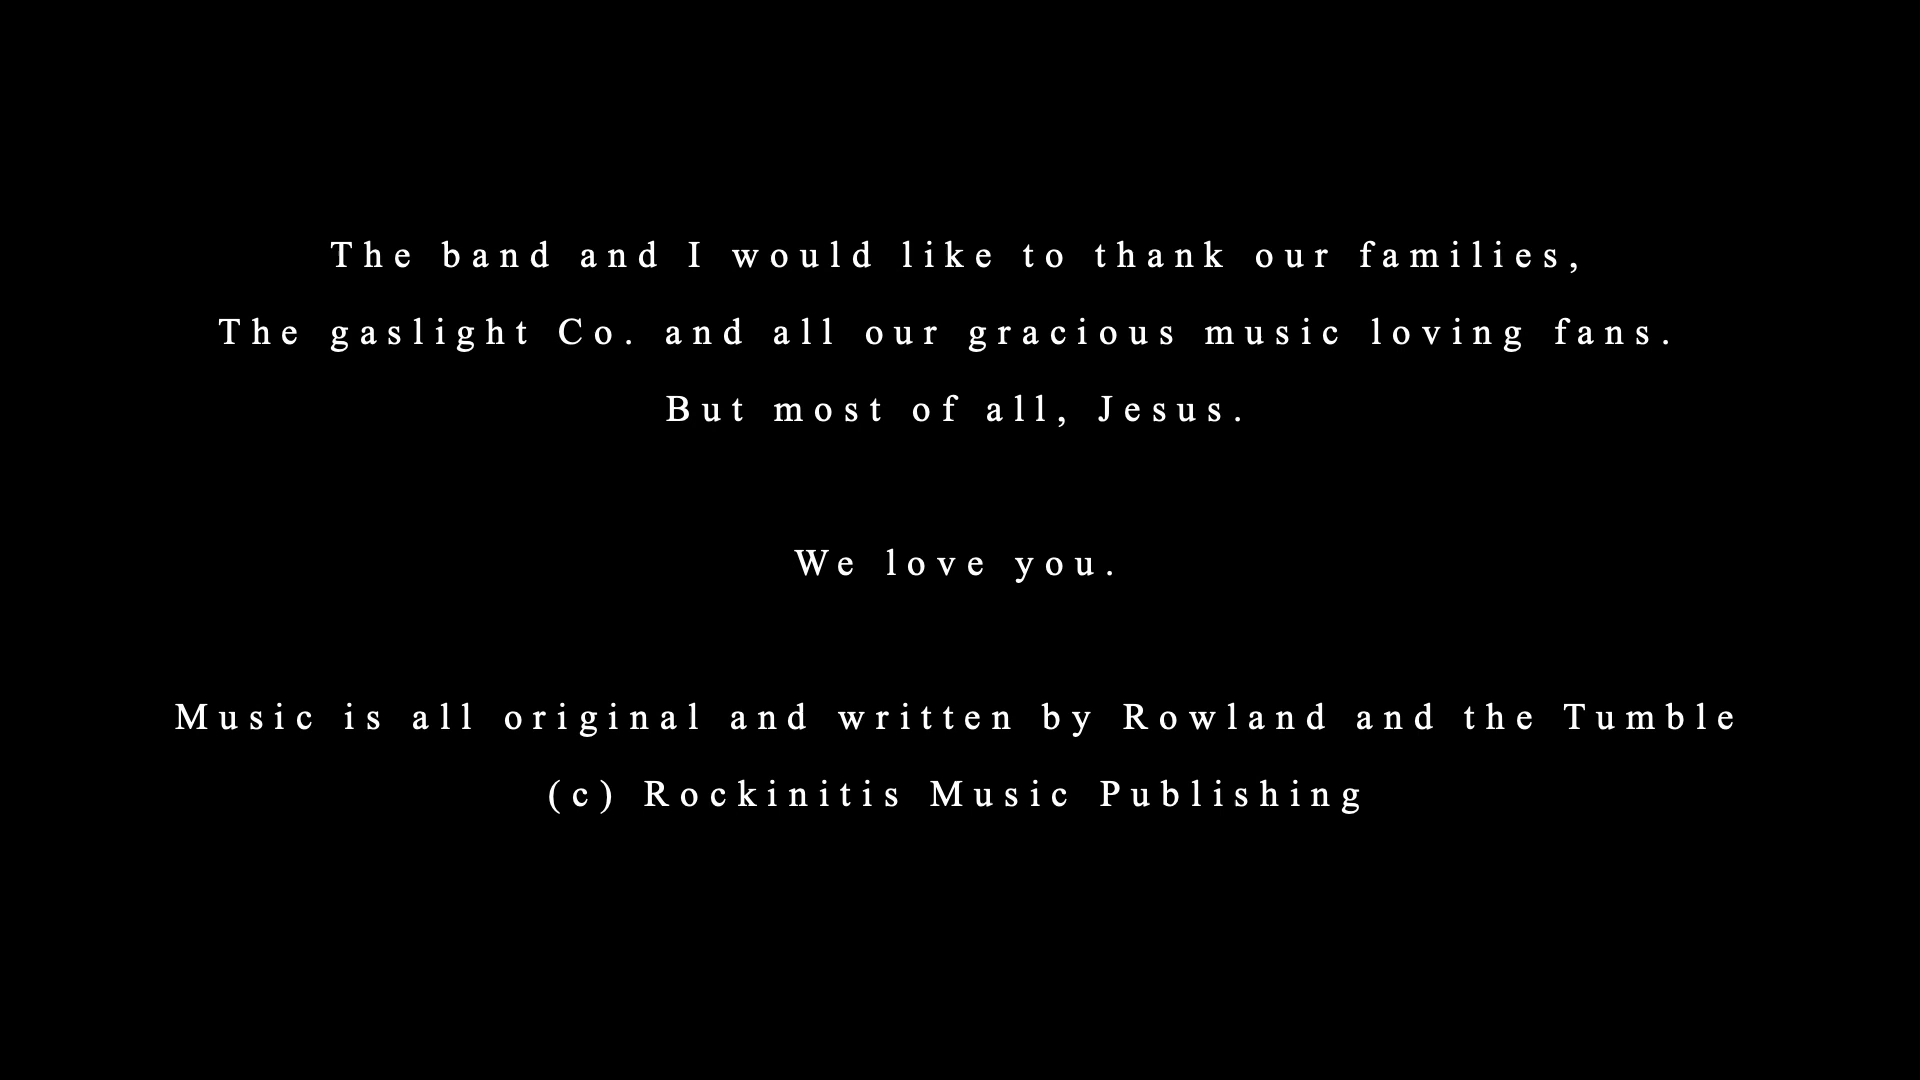 The band and I would like to thank our families,
The gaslight Co. and all our gracious music loving fans.
But most of all, Jesus.
We love you.
Music is all original and written by Rowland and the Tumble
(c) Rockinitis Music Publishing